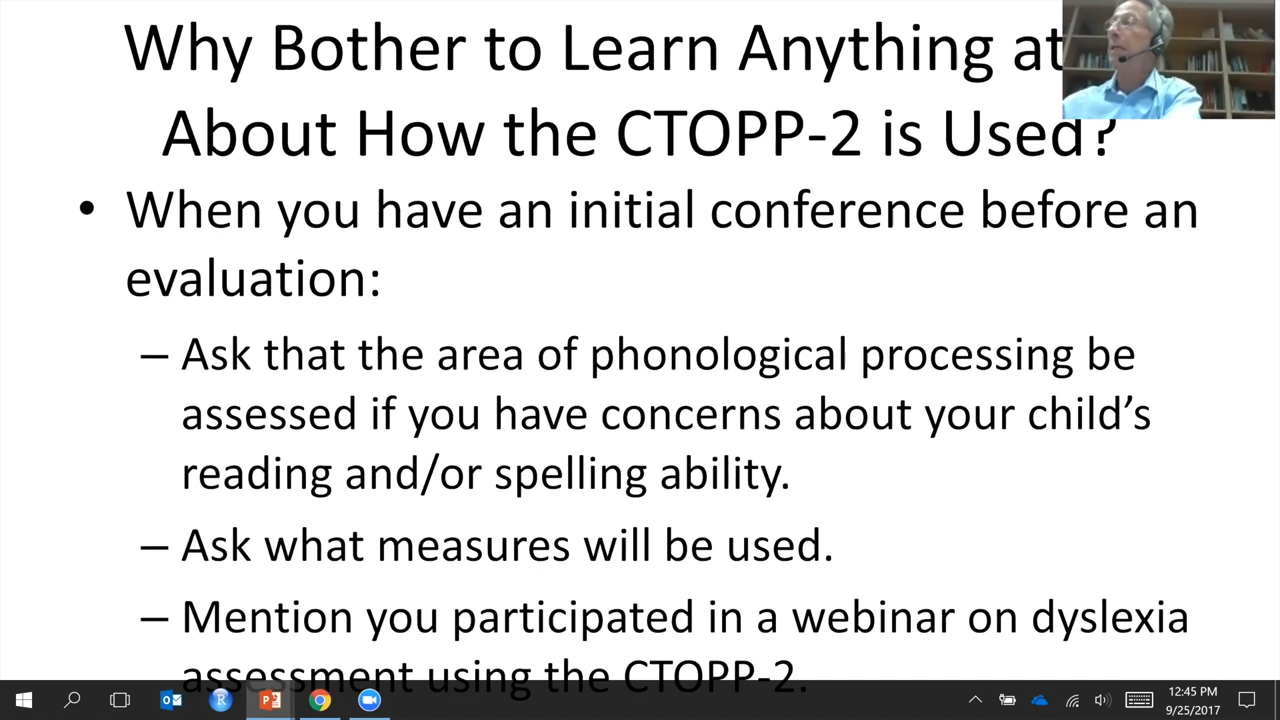 Why Bother to Learn Anything at
About How the CTOPP-2 is Used?
• When you have an initial conference before an
evaluation:
– Ask that the area of phonological processing be
assessed if you have concerns about your child’s
reading and/or spelling ability.
– Ask what measures will be used.
– Mention you participated in a webinar on dyslexia
assessment using the CTOPP-2.
12:45 PM
9/25/2017